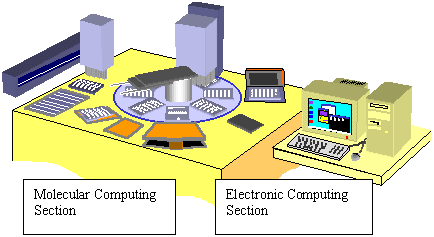 Molecular Computing
Section
Electronic Computing
Section